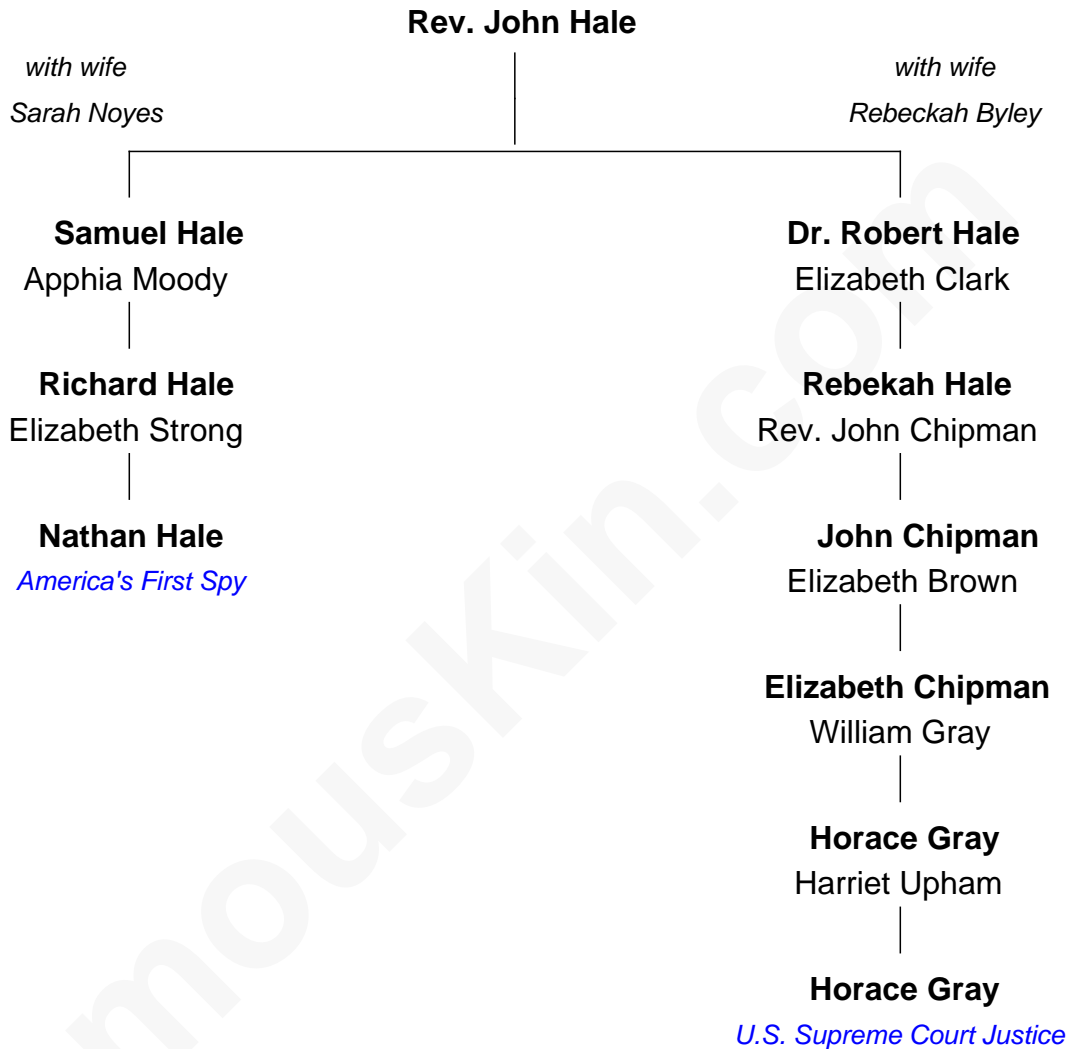 Rev. John Hale
with wife
Sarah Noyes
with wife
Rebeckah Byley
Samuel Hale
Apphia Moody
Richard Hale
Elizabeth Strong
Nathan Hale
America's First Spy
Dr. Robert Hale
Elizabeth Clark
Rebekah Hale
Rev. John Chipman
John Chipman
Elizabeth Brown
Elizabeth Chipman
William Gray
Horace Gray
Harriet Upham
Horace Gray
U.S. Supreme Court Justice
mouskin.com